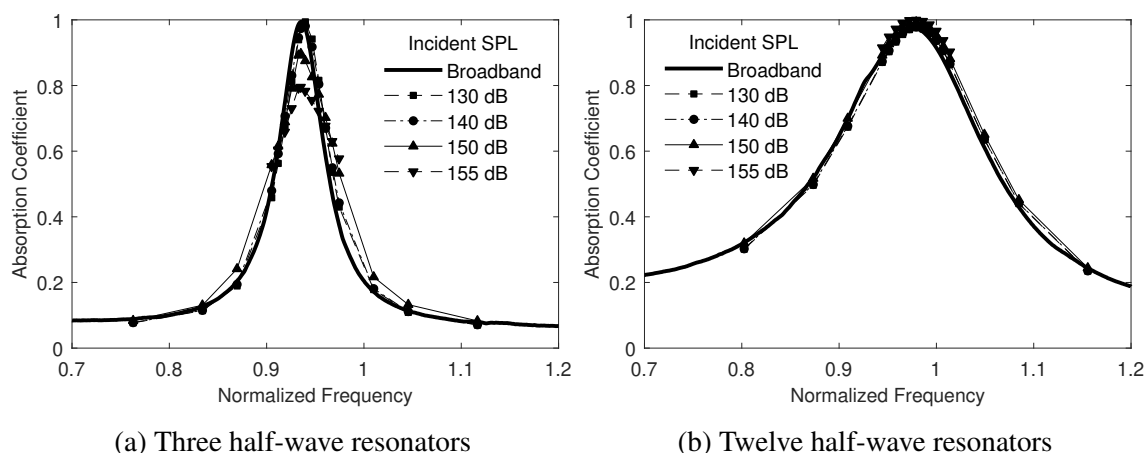 1
0.8
0.6
0.4
0.2
0
Absorption Coefficient
0.7 0.8 0.9 1 1.1 1.2
Normalized Frequency
Incident SPL
Broadband
130 dB
140 dB
150 dB
155 dB
(a) Three half-wave resonators
1
0.8
0.6
0.4
0.2
0
Absorption Coefficient
0.7 0.8 0.9 1 1.1 1.2
Normalized Frequency
Incident SPL
Broadband
130 dB
140 dB
150 dB
155 dB
(b) Twelve half-wave resonators